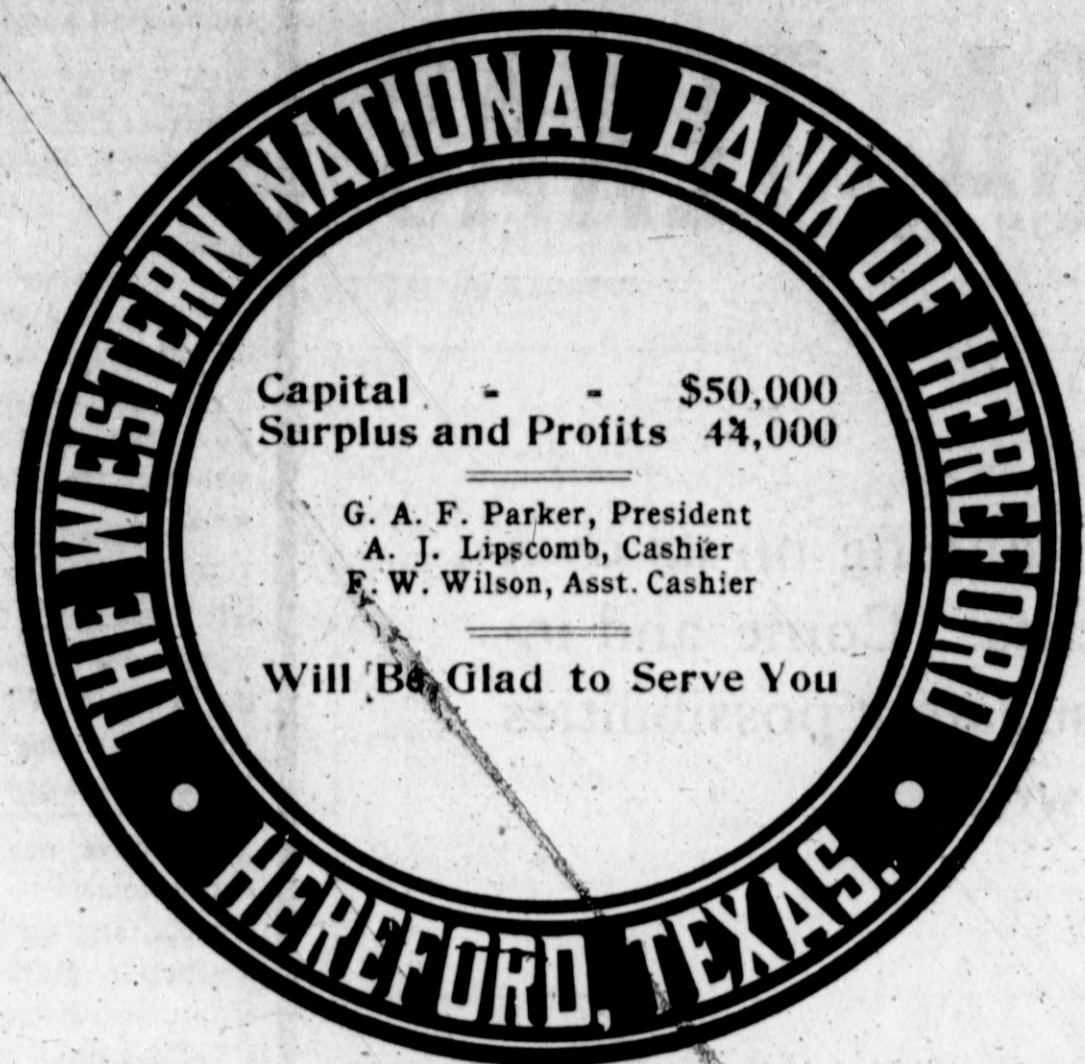 THE WESTERN NATIONAL BANK OF HEREFORD
Capital - - $50,000
Surplus and Profits 44,000
G. A. F. Parker, President
A. J. Lipscomb, Cashier
F. W. Wilson, Asst. Cashier
Will Be Glad to Serve You
• HEREFORD, TEXAS. •
possibilities